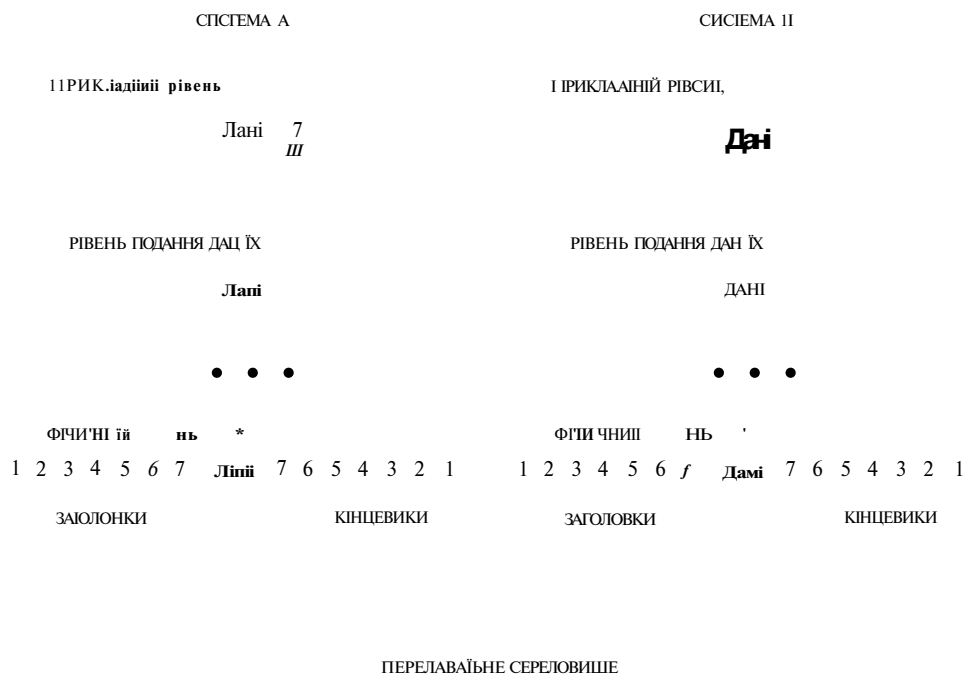 СПСГЕМА А СИСІЕМА 1І
11РИК.іадіиііі рівень І ІРИКЛААІНІЙ РІВСИІ,
Лані 7 Дані
Ш
РІВЕНЬ ПОДАННЯ ДАЦ ЇХ РІВЕНЬ ПОДАННЯ ДАН ЇХ
Лапі ДАНІ
• • • • • •
ФІЧИ'НІ їй нь * ФІ'ІИ ЧНИІІ НЬ '
1 2 3 4 5 6 7 Ліпіі 7 6 5 4 3 2 1 1 2 3 4 5 6 f Дамі 7 6 5 4 3 2 1
ЗАЮЛОНКИ КІНЦЕВИКИ ЗАГОЛОВКИ КІНЦЕВИКИ
ПЕРЕЛАВАЇЬНЕ СЕРЕЛОВИШЕ